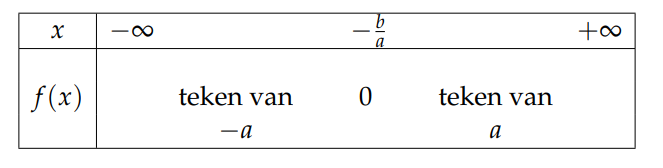 x −∞ −b/a +∞
f(x) teken van 0 teken van
−a a